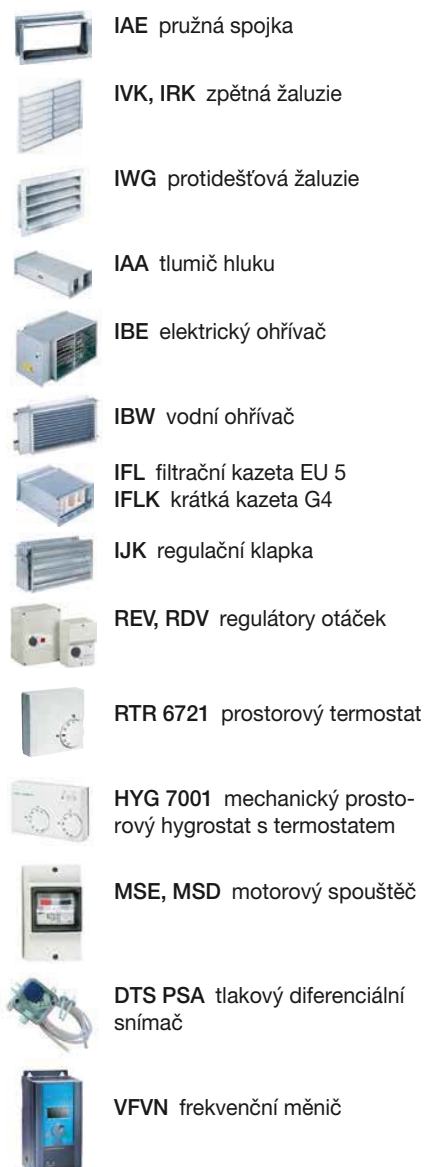 IAE pružná spojka
IVK, IRK zpětná žaluzie
IWG protidešťová žaluzie
IAA tlumič hluku
IBE elektrický ohřívač
IBW vodní ohřívač
IFL filtrační kazeta EU 5
IFLK krátká kazeta G4
IJK regulační klapka
REV, RDV regulátory otáček
RTR 6721 prostorový termostat
HYG 7001 mechanický prosto-
rový hygrostat s termostatem
MSE, MSD motorový spouštěč
DTS PSA tlakový diferenciální
snímač
VFVN frekvenční měnič